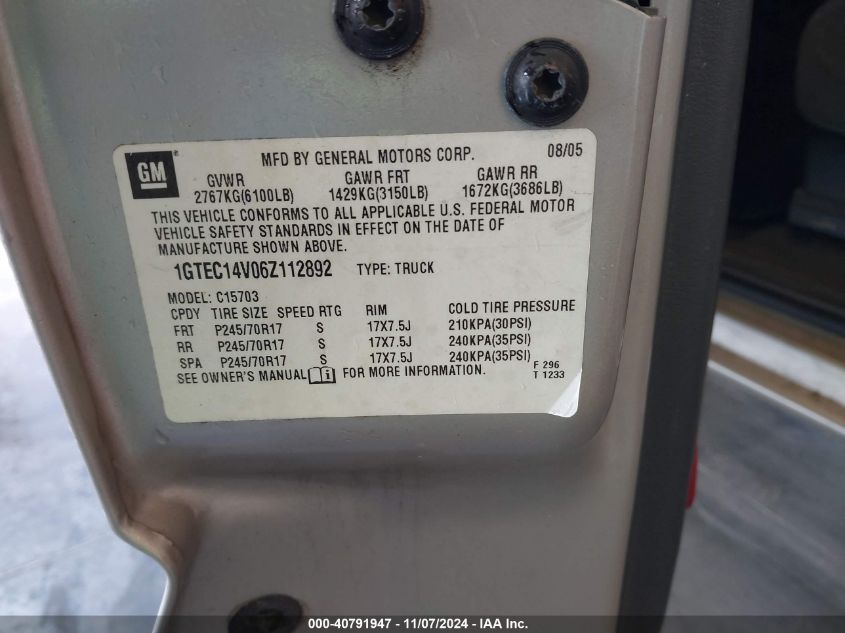 GM
MFD BY GENERAL MOTORS CORP. 08/05
GVWR GAWR FRT GAWR RR
2767KG(6100LB) 1429KG(3150LB) 1672KG(3686LB)
THIS VEHICLE CONFORMS TO ALL APPLICABLE U.S. FEDERAL MOTOR
VEHICLE SAFETY STANDARDS IN EFFECT ON THE DATE OF
MANUFACTURE SHOWN ABOVE.
1GTEC14V06Z112892 TYPE: TRUCK
MODEL: C15703
CPDY TIRE SIZE SPEED RTG RIM COLD TIRE PRESSURE
FRT P245/70R17 S 17X7.5J 210KPA(30PSI)
RR P245/70R17 S 17X7.5J 240KPA(35PSI)
SPA P245/70R17 S 17X7.5J 240KPA(35PSI)
SEE OWNER'S MANUAL i FOR MORE INFORMATION.
F 296
T 1233
000-40791947 - 11/07/2024 - IAA Inc.